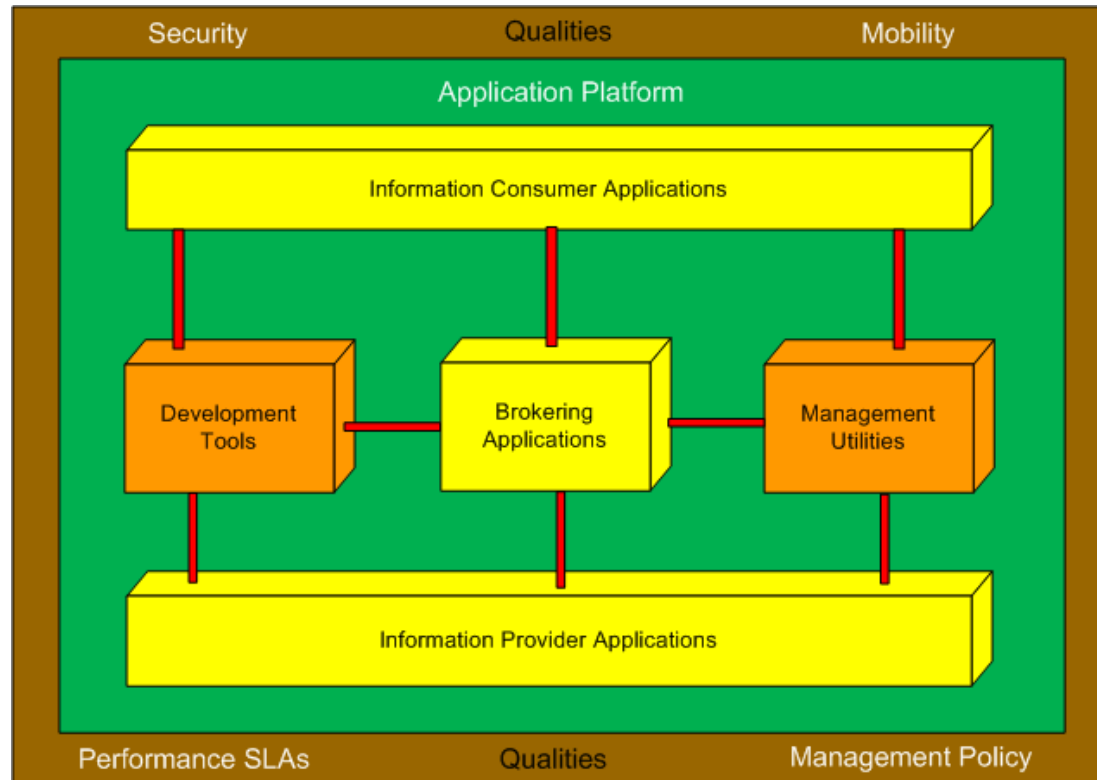 Security Qualities Mobility
Application Platform
Information Consumer Applications
Development
Tools
Brokering
Applications
Management
Utilities
Information Provider Applications
Performance SLAs Qualities Management Policy